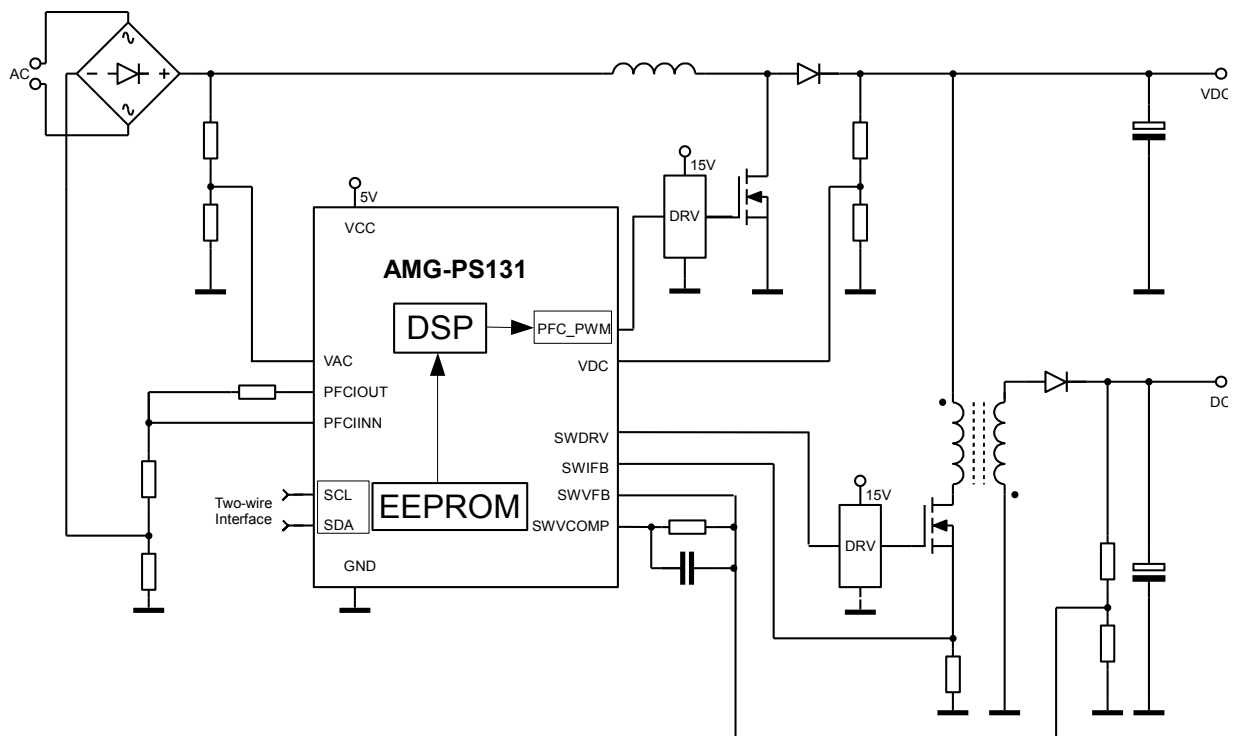 AC
VDC
15V
5V
DRV
VCC
AMG-PS131
DSP
PFC_PWM
VAC
VDC
PFCIOUT
PFCIINN
DC
SWDRV
SWIFB
SCL
EEPROM
SWVFB
15V
Two-wire
Interface
SDA
SWVCOMP
DRV
GND